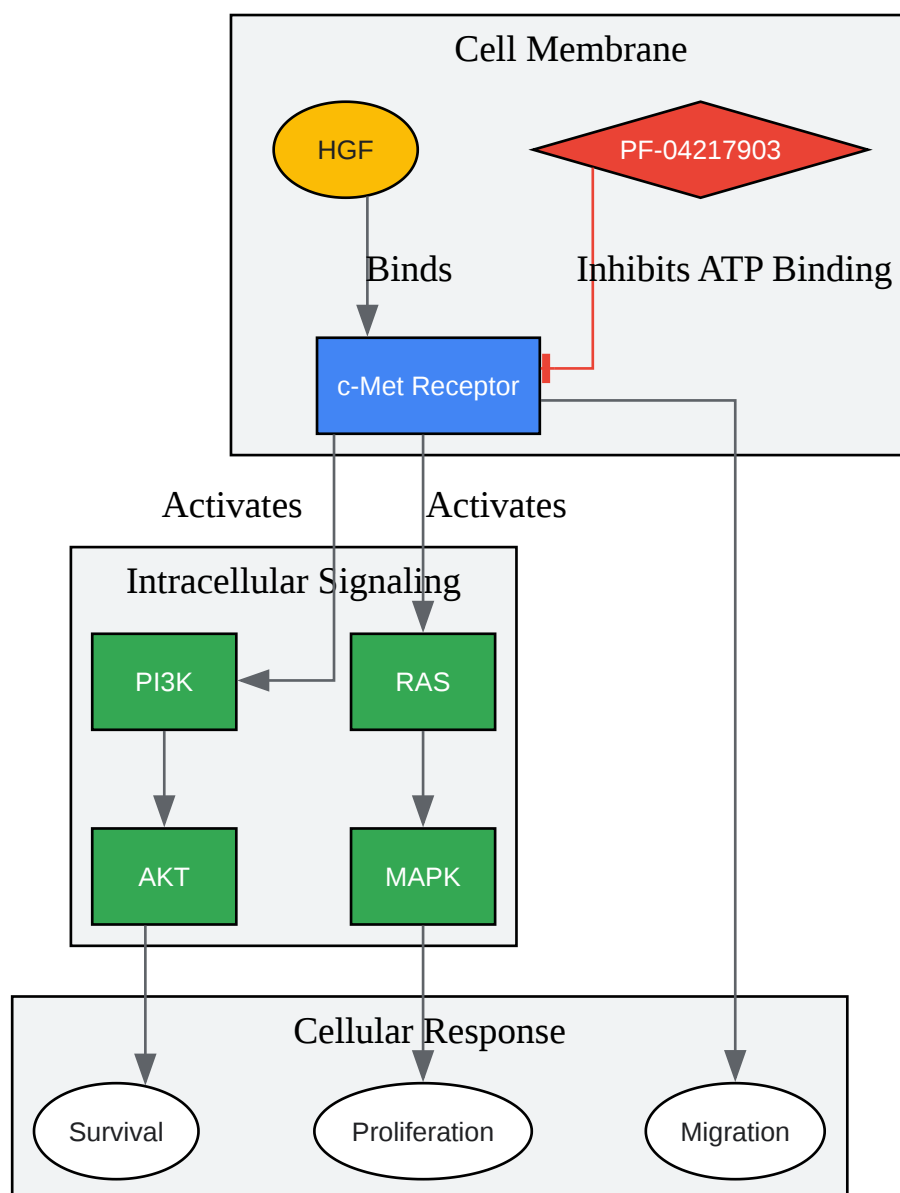 Cell Membrane
HGF
PF-04217903
Binds
Inhibits ATP Binding
c-Met Receptor
Activates
Activates
Intracellular Signaling
PI3K
RAS
AKT
MAPK
Cellular Response
Survival
Proliferation
Migration